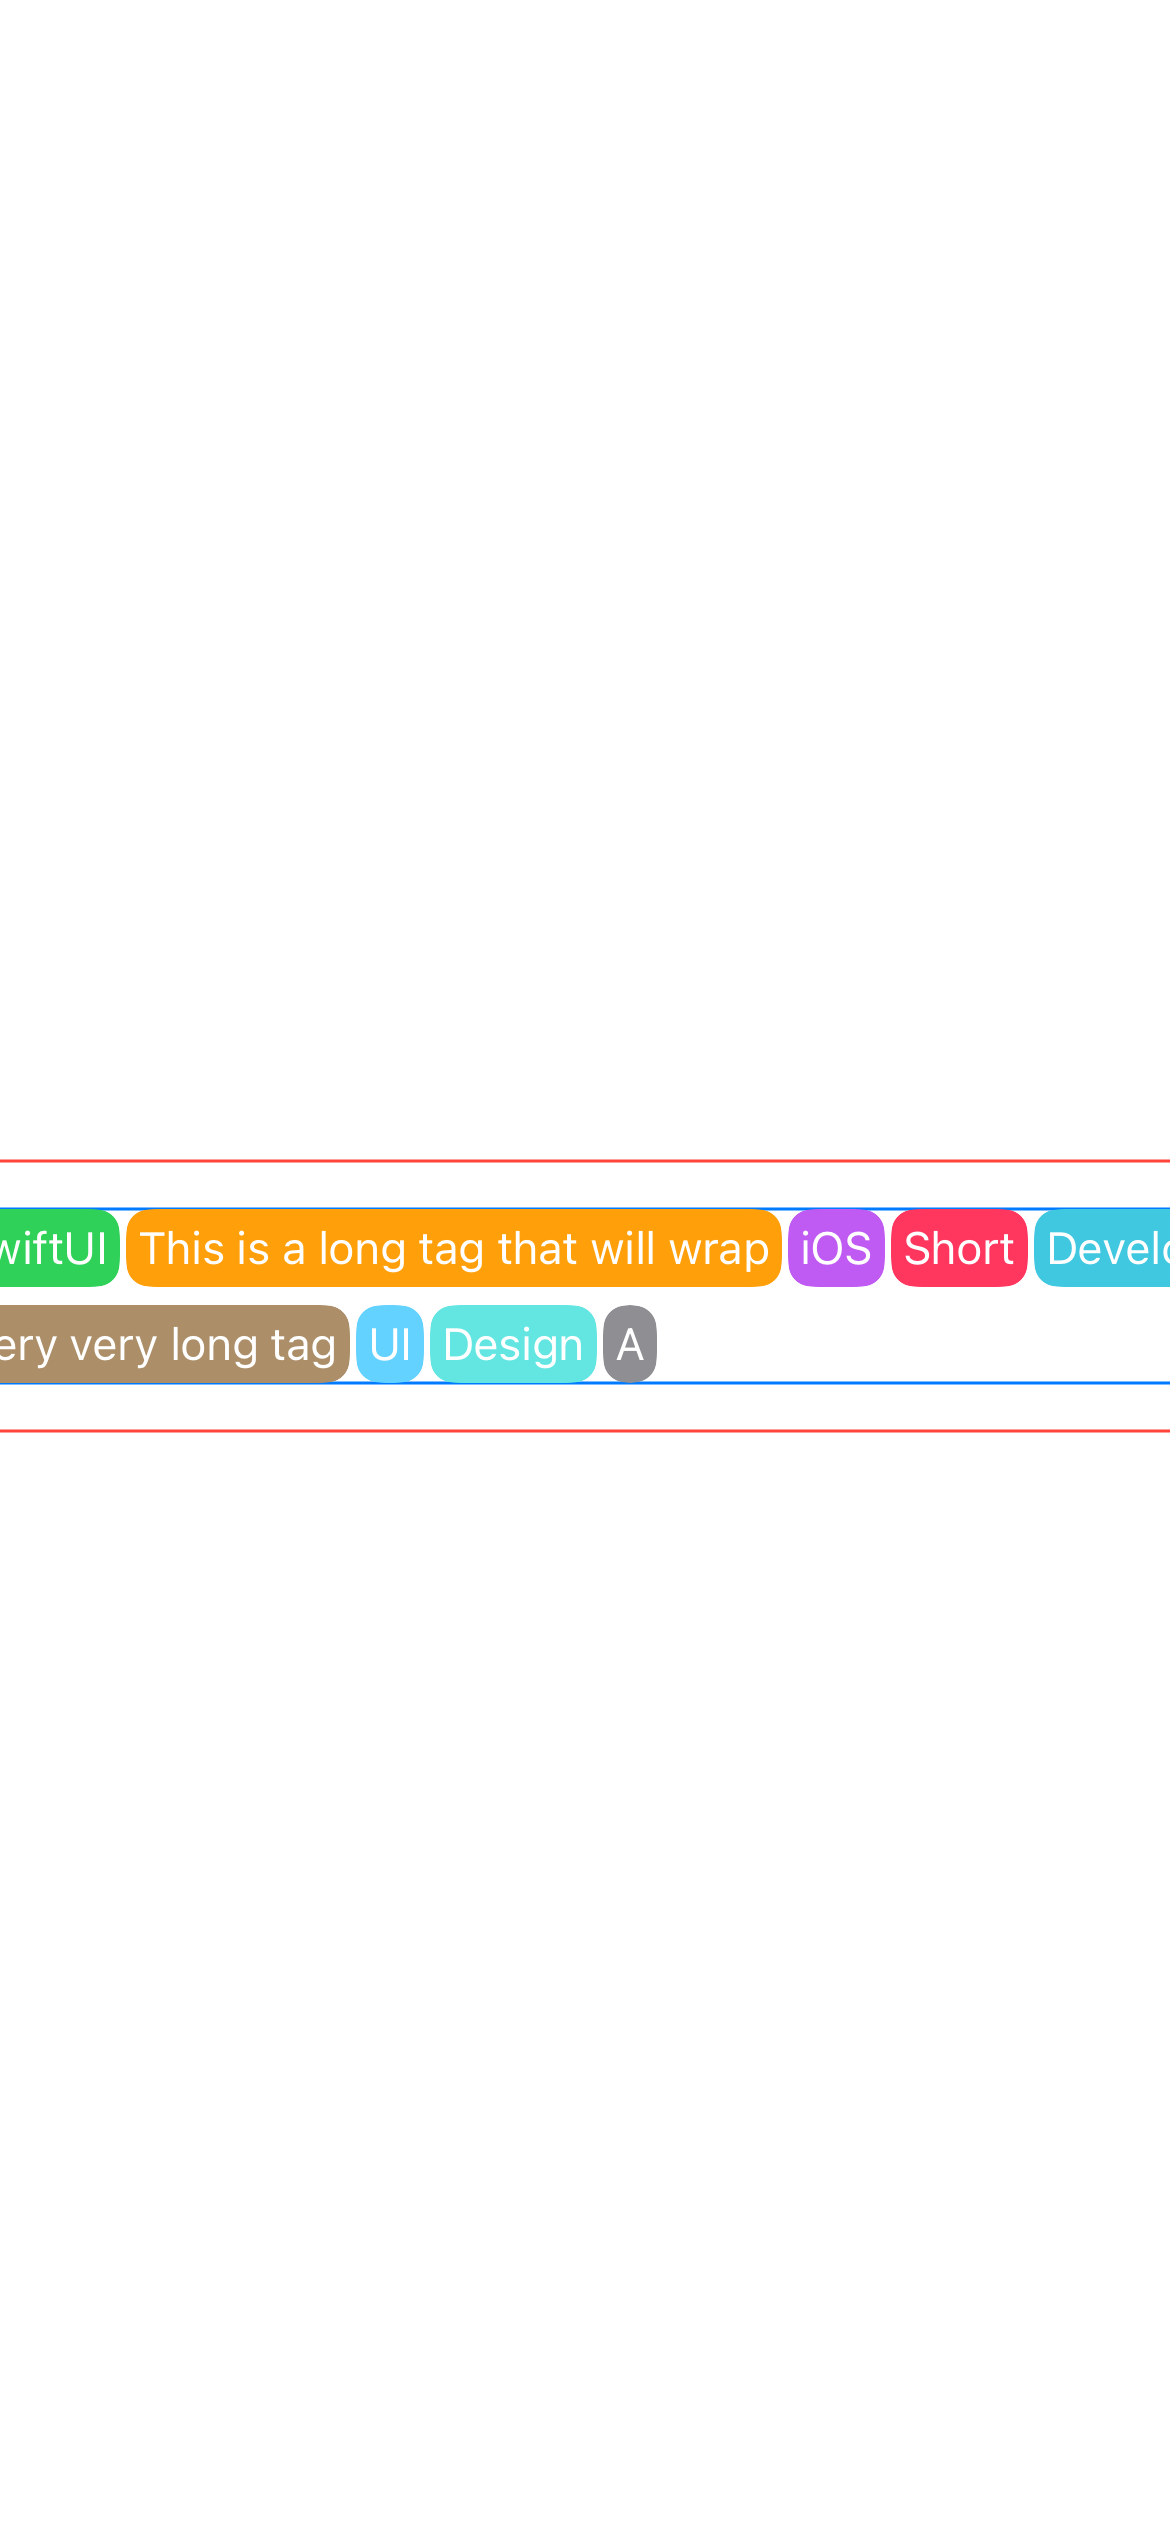 wiftUI This is a long tag that will wrap iOS Short Develo
ery very long tag UI Design A